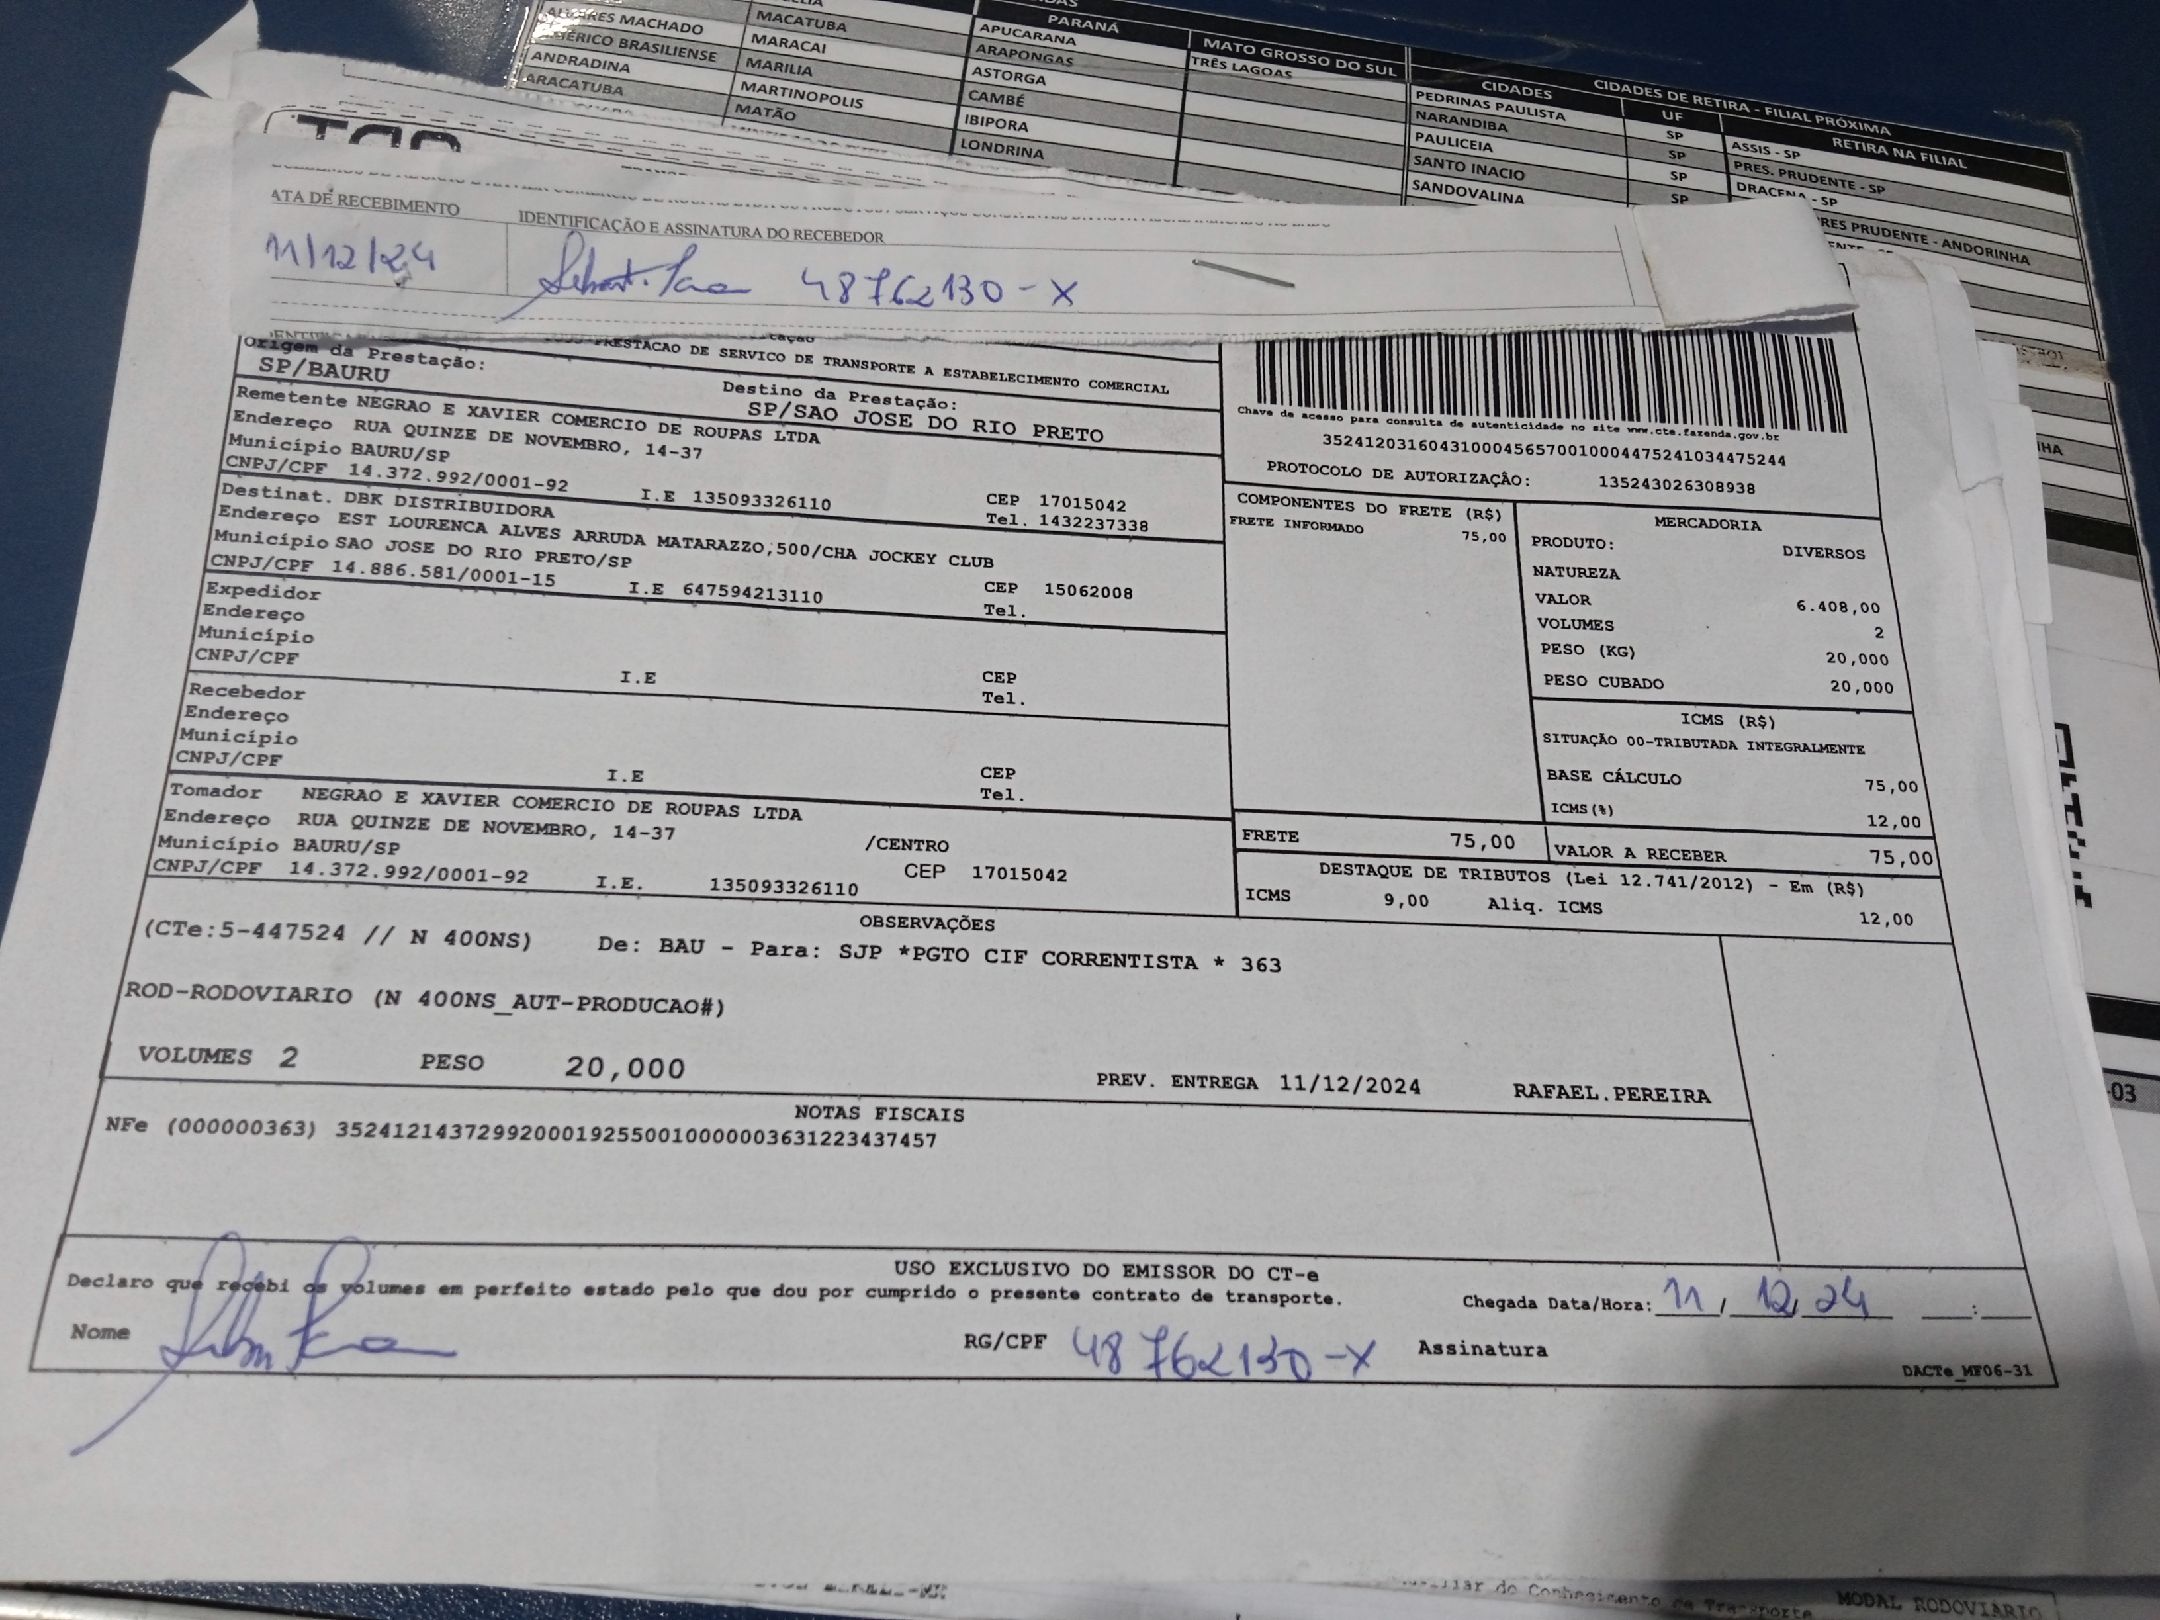 ALVARES MACHADO
AMÉRICO BRASILIENSE
ANDRADINA
ARACATUBA
MACATUBA
MARACAI
MARILIA
MARTINOPOLIS
MATÃO
PARANÁ
APUCARANA
ARAPONGAS
ASTORGA
CAMBÉ
IBIPORA
LONDRINA
MATO GROSSO DO SUL
TRÊS LAGOAS
CIDADES DE RETIRA - FILIAL PRÓXIMA
CIDADES UF RETIRA NA FILIAL
PEDRINAS PAULISTA SP ASSIS - SP
NARANDIBA SP PRES. PRUDENTE - SP
PAULICEIA SP DRACENA - SP
SANTO INACIO SP RES PRUDENTE - ANDORINHA
SANDOVALINA
ATA DE RECEBIMENTO IDENTIFICAÇÃO E ASSINATURA DO RECEBEDOR
11/12/24 48762130-X
PRESTACAO DE SERVICO DE TRANSPORTE A ESTABELECIMENTO COMERCIAL
Origem da Prestação: Destino da Prestação:
SP/BAURU SP/SAO JOSE DO RIO PRETO
Remetente NEGRAO E XAVIER COMERCIO DE ROUPAS LTDA
Endereço RUA QUINZE DE NOVEMBRO, 14-37
Município BAURU/SP CEP 17015042
CNPJ/CPF 14.372.992/0001-92 I.E 135093326110 Tel. 1432237338
Destinat. DBK DISTRIBUIDORA
Endereço EST LOURENCA ALVES ARRUDA MATARAZZO,500/CHA JOCKEY CLUB
Município SAO JOSE DO RIO PRETO/SP CEP 15062008
CNPJ/CPF 14.886.581/0001-15 I.E 647594213110 Tel.
Expedidor
Endereço
Município CEP
CNPJ/CPF I.E Tel.
Recebedor
Endereço
Município CEP
CNPJ/CPF I.E Tel.
Tomador NEGRAO E XAVIER COMERCIO DE ROUPAS LTDA
Endereço RUA QUINZE DE NOVEMBRO, 14-37 /CENTRO
Município BAURU/SP CEP 17015042
CNPJ/CPF 14.372.992/0001-92 I.E. 135093326110
Chave de acesso para consulta de autenticidade no site www.cte.fazenda.gov.br
35241203160431000456570010004475241034475244
PROTOCOLO DE AUTORIZAÇÃO: 135243026308938
COMPONENTES DO FRETE (R$)
FRETE INFORMADO 75,00
MERCADORIA
PRODUTO: DIVERSOS
NATUREZA
VALOR 6.408,00
VOLUMES 2
PESO (KG) 20,000
PESO CUBADO 20,000
ICMS (R$)
SITUAÇÃO 00-TRIBUTADA INTEGRALMENTE
BASE CÁLCULO 75,00
ICMS(%) 12,00
FRETE 75,00 VALOR A RECEBER 75,00
DESTAQUE DE TRIBUTOS (Lei 12.741/2012) - Em (R$)
ICMS 9,00 Aliq. ICMS 12,00
OBSERVAÇÕES
(CTe:5-447524 // N 400NS) De: BAU - Para: SJP *PGTO CIF CORRENTISTA * 363
ROD-RODOVIARIO (N 400NS_AUT-PRODUCAO#)
VOLUMES 2 PESO 20,000 PREV. ENTREGA 11/12/2024 RAFAEL.PEREIRA
NOTAS FISCAIS
NFe (000000363) 35241214372992000192550010000003631223437457
USO EXCLUSIVO DO EMISSOR DO CT-e
Declaro que recebi os volumes em perfeito estado pelo que dou por cumprido o presente contrato de transporte.
Chegada Data/Hora: 11 / 12 / 24 :
Nome RG/CPF 48762130-X Assinatura
DACTe_MF06-31
-03
MODAL RODOVIÁRIO